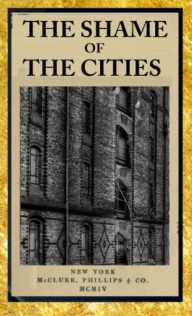 THE SHAME
OF
THE CITIES
NEW YORK
McCLURE, PHILLIPS & CO.
MCMIV